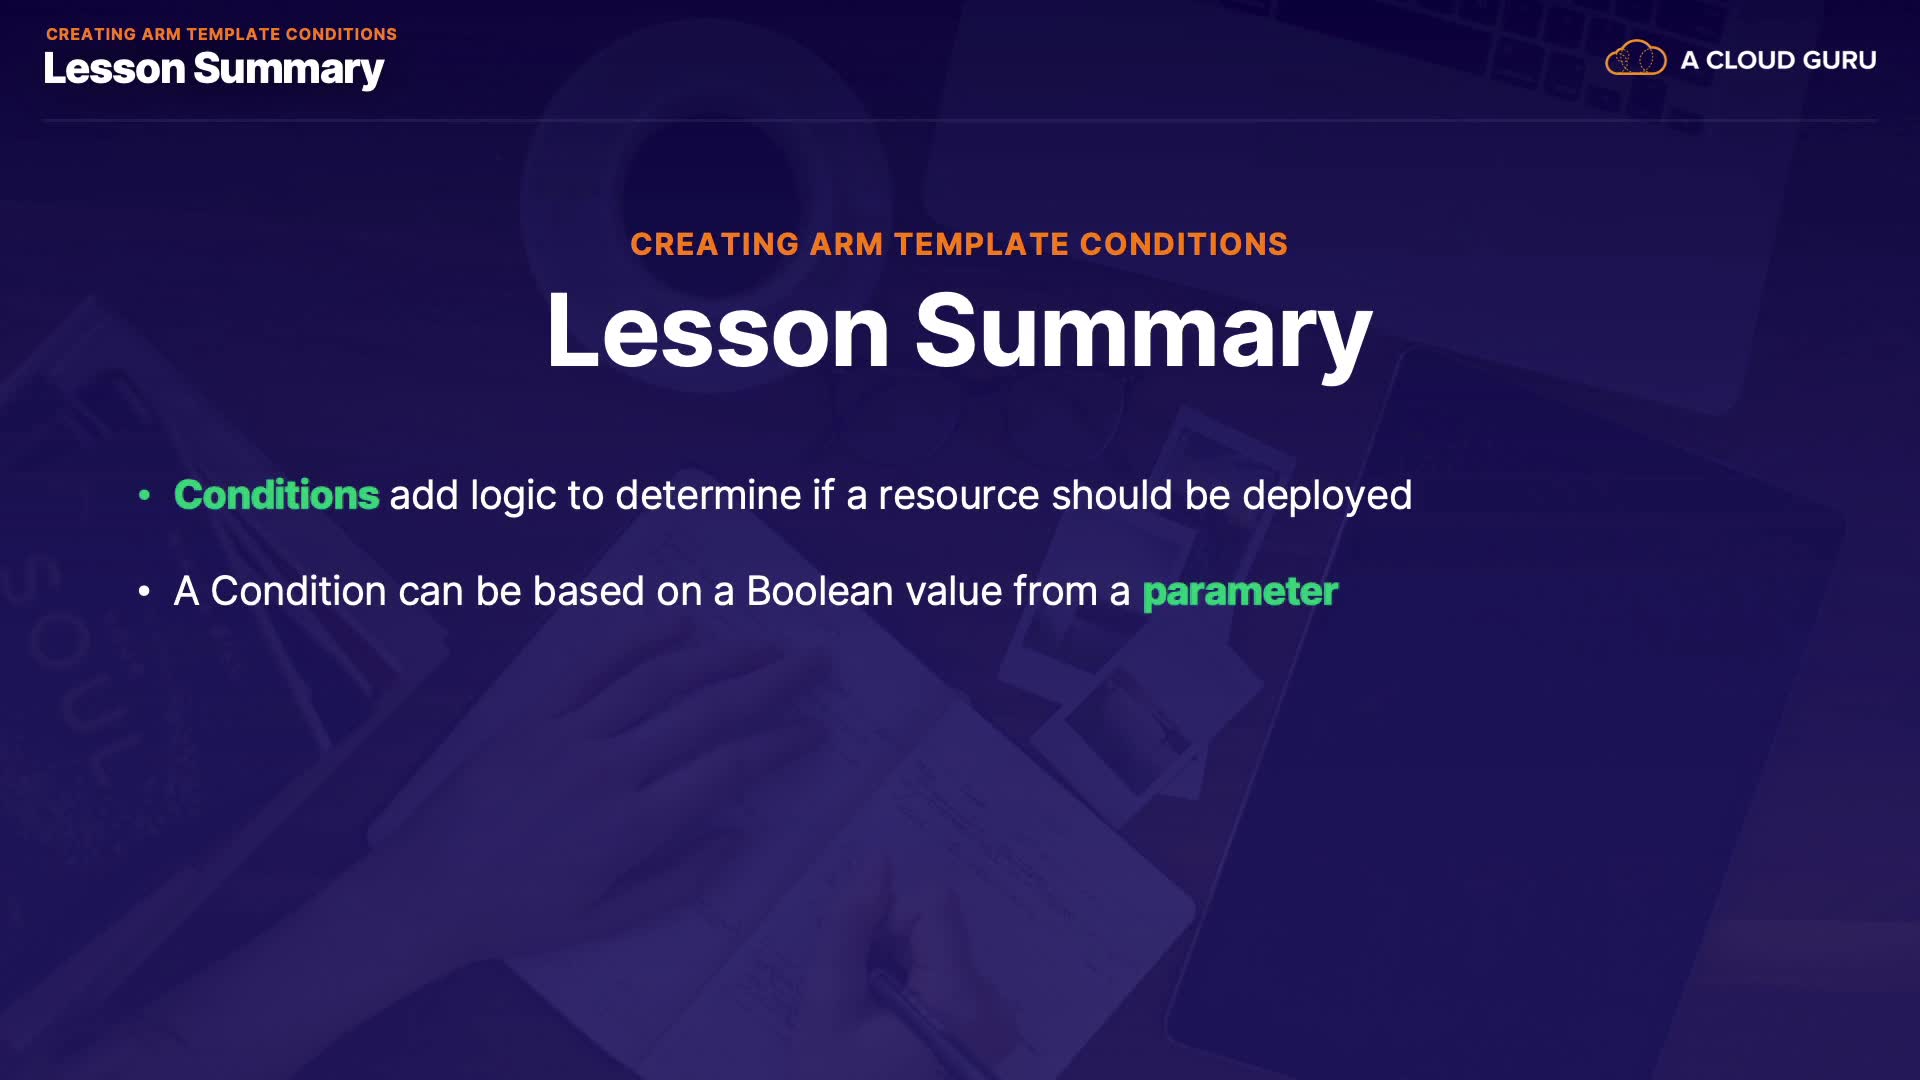 CREATING ARM TEMPLATE CONDITIONS
Lesson Summary
A CLOUD GURU
CREATING ARM TEMPLATE CONDITIONS
Lesson Summary
• Conditions add logic to determine if a resource should be deployed
• A Condition can be based on a Boolean value from a parameter
SOUL